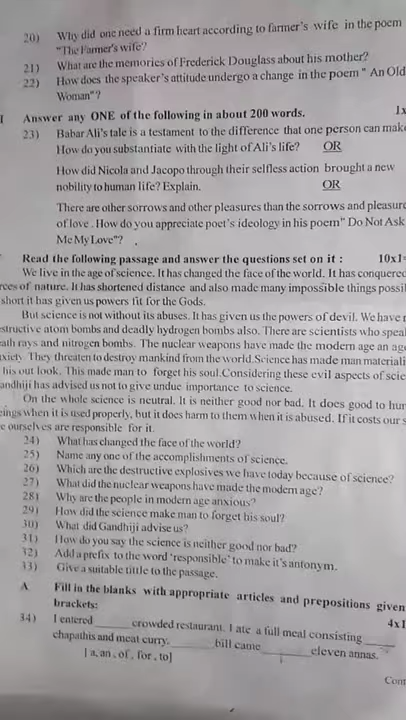 20) Why did one need a firm heart according to farmer's wife in the poem
"The Farmer's wife?
21) What are the memories of Frederick Douglass about his mother?
22) How does the speaker's attitude undergo a change in the poem " An Old
Woman"?
I Answer any ONE of the following in about 200 words. 1x
23) Babar Ali's tale is a testament to the difference that one person can make
How do you substantiate with the light of Ali's life? OR
How did Nicola and Jacopo through their selfless action brought a new
nobility to human life? Explain. OR
There are other sorrows and other pleasures than the sorrows and pleasure
of love . How do you appreciate poet's ideology in his poem" Do Not Ask
Me My Love"? .
Read the following passage and answer the questions set on it : 10x1=
We live in the age of science. It has changed the face of the world. It has conquered
rces of nature. It has shortened distance and also made many impossible things possil
short it has given us powers fit for the Gods.
But science is not without its abuses. It has given us the powers of devil. We have
structive atom bombs and deadly hydrogen bombs also. There are scientists who speal
ath rays and nitrogen bombs. The nuclear weapons have made the modern age an age
nxiety. They threaten to destroy mankind from the world.Science has made man materiali
his out look. This made man to forget his soul.Considering these evil aspects of scie
andhiji has advised us not to give undue importance to science.
On the whole science is neutral. It is neither good nor bad. It does good to hum
eings when it is used properly, but it does harm to them when it is abused. If it costs our s
e ourselves are responsible for it.
24) What has changed the face of the world?
25) Name any one of the accomplishments of science.
26) Which are the destructive explosives we have today because of science?
27) What did the nuclear weapons have made the modern age?
28) Why are the people in modern age anxious?
29) How did the science make man to forget his soul?
30) What did Gandhiji advise us?
31) How do you say the science is neither good nor bad?
32) Add a prefix to the word 'responsible' to make it's antonym.
33) Give a suitable tittle to the passage.
A Fill in the blanks with appropriate articles and prepositions given
brackets: 4x1
34) I entered ______ crowded restaurant. I ate a full meal consisting ______
chapathis and meat curry. ______ bill came ______ eleven annas.
[ a, an , of , for , to]
Cont